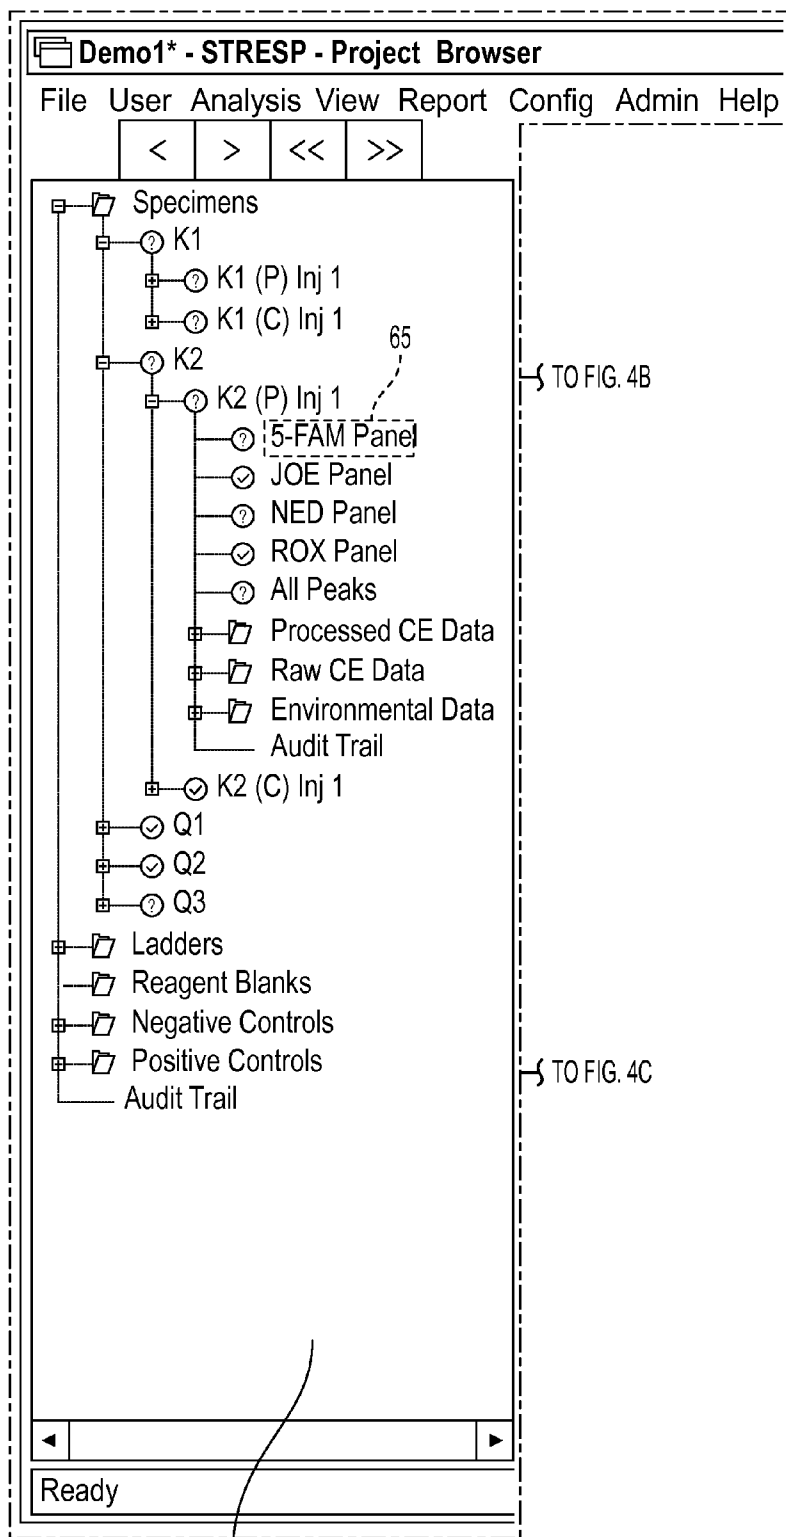 Demo1* - STRESP - Project Browser
File User Analysis View Report Config Admin Help
< > << >>
Specimens
? K1
? K1 (P) Inj 1
? K1 (C) Inj 1
65
? K2
TO FIG. 4B
? K2 (P) Inj 1
? 5-FAM Panel
JOE Panel
? NED Panel
ROX Panel
? All Peaks
Processed CE Data
Raw CE Data
Environmental Data
Audit Trail
K2 (C) Inj 1
Q1
Q2
? Q3
Ladders
Reagent Blanks
Negative Controls
Positive Controls
TO FIG. 4C
Audit Trail
Ready